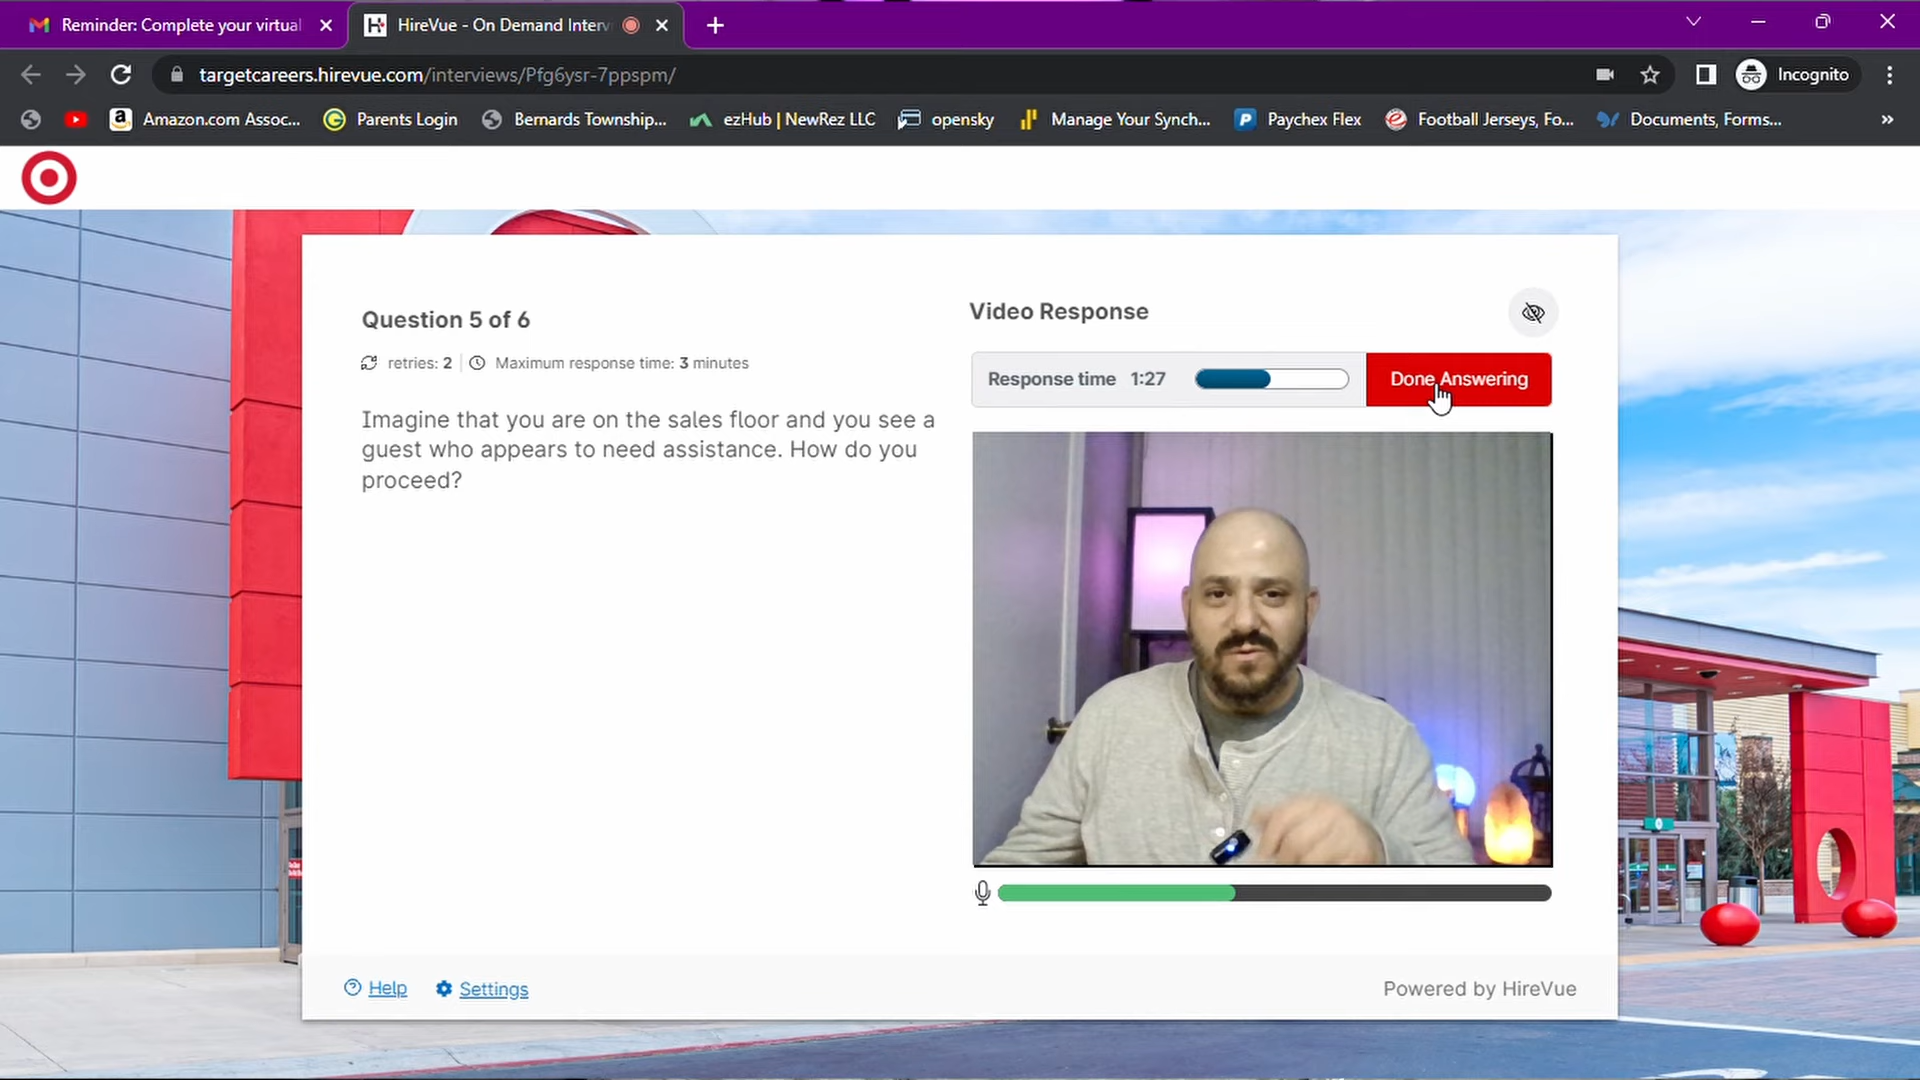 Reminder: Complete your virtual
HireVue - On Demand Interv
targetcareers.hirevue.com/interviews/Pfg6ysr-7ppspm/
Incognito
Amazon.com Assoc...
Parents Login
Bernards Township...
ezHub | NewRez LLC
opensky
Manage Your Synch...
Paychex Flex
Football Jerseys, Fo...
Documents, Forms...
Question 5 of 6
retries: 2
Maximum response time: 3 minutes
Imagine that you are on the sales floor and you see a
guest who appears to need assistance. How do you
proceed?
Video Response
Response time 1:27
Done Answering
Help
Settings
Powered by HireVue